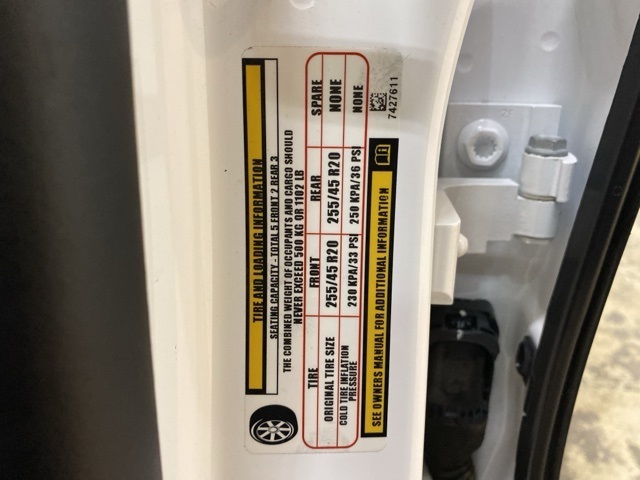 TIRE AND LOADING INFORMATION
SEATING CAPACITY - TOTAL 5 FRONT 2 REAR 3
THE COMBINED WEIGHT OF OCCUPANTS AND CARGO SHOULD
NEVER EXCEED 500 KG OR 1102 LB
TIRE FRONT REAR SPARE
ORIGINAL TIRE SIZE 255/45 R20 255/45 R20 NONE
COLD TIRE INFLATION
PRESSURE 230 KPA/33 PSI 250 KPA/36 PSI NONE
SEE OWNERS MANUAL FOR ADDITIONAL INFORMATION
7427611